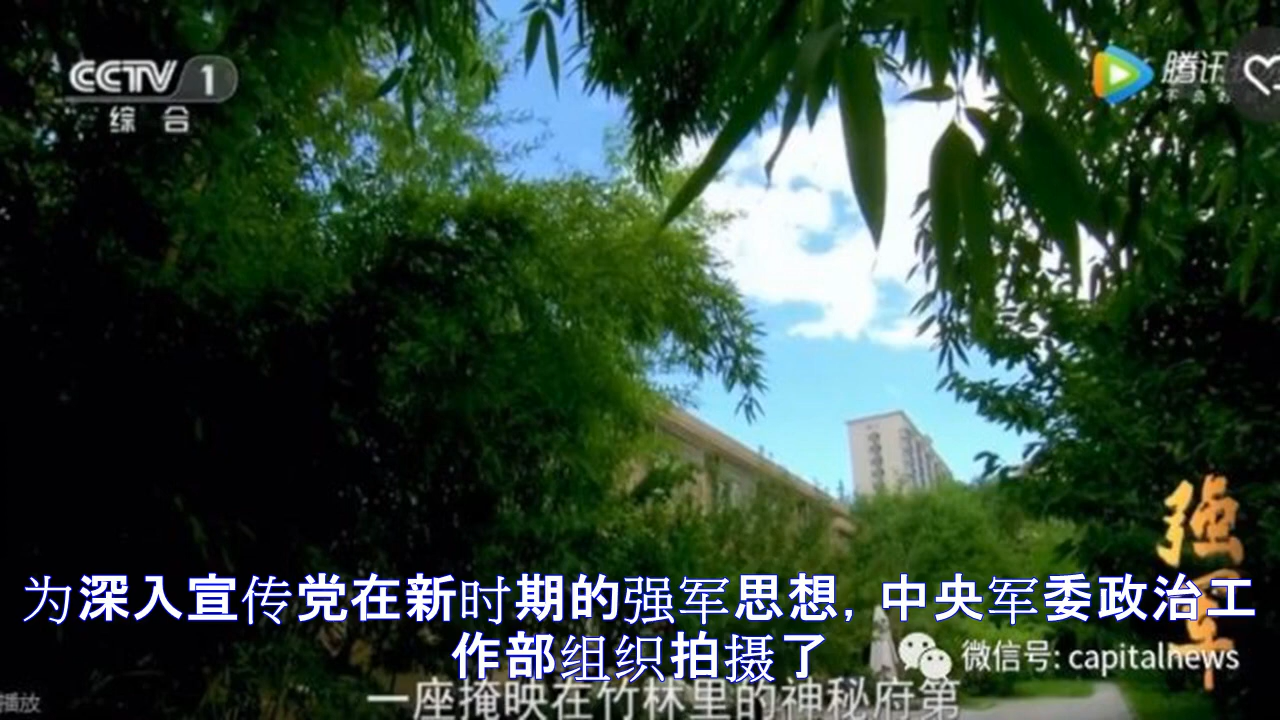 CCTV 1
综合
腾讯
强军
为深入宣传党在新时期的强军思想，中央军委政治工
作部组织拍摄了
微信号: capitalnews
一座掩映在竹林里的神秘府第
播放